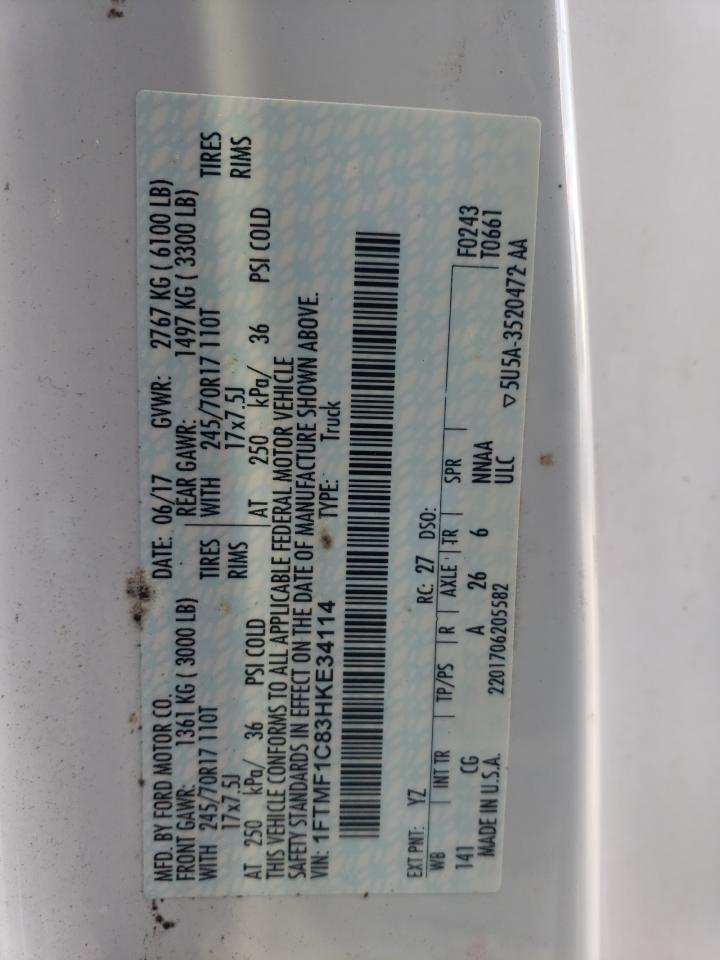 MFD. BY FORD MOTOR CO. DATE: 06/17 GVWR: 2767 KG ( 6100 LB)
FRONT GAWR: 1361 KG ( 3000 LB) REAR GAWR: 1497 KG ( 3300 LB)
WITH 245/70R17 110T TIRES WITH 245/70R17 110T TIRES
17x7.5J RIMS 17x7.5J RIMS
AT 250 kPa/ 36 PSI COLD AT 250 kPa/ 36 PSI COLD
THIS VEHICLE CONFORMS TO ALL APPLICABLE FEDERAL MOTOR VEHICLE
SAFETY STANDARDS IN EFFECT ON THE DATE OF MANUFACTURE SHOWN ABOVE.
VIN: 1FTMF1C83HKE34114 TYPE: Truck
EXT PNT: YZ RC: 27 DSO:
WB INT TR TP/PS R AXLE TR SPR F0243
141 CG A 26 6 NNAA T0661
MADE IN U.S.A. 2201706205582 ULC ▽5U5A-3520472 AA